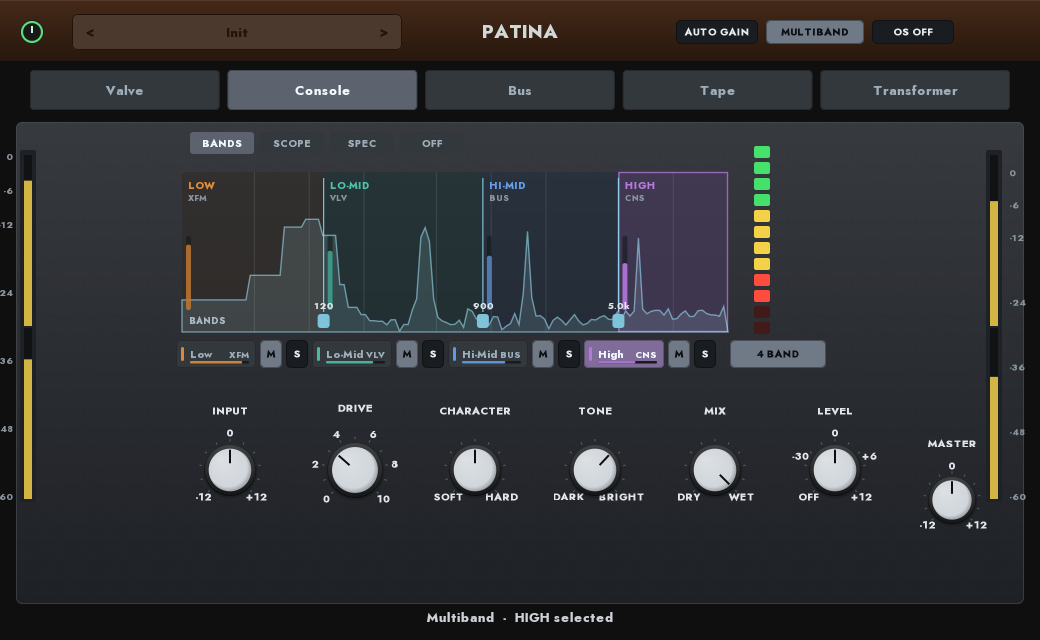 < Init >
PATINA
AUTO GAIN
MULTIBAND
OS OFF
Valve
Console
Bus
Tape
Transformer
BANDS
SCOPE
SPEC
OFF
LOW
XFM
LO-MID
VLV
HI-MID
BUS
HIGH
CNS
120
900
5.0k
BANDS
0
-6
-12
24
36
48
60
0
-6
-12
-24
-36
-48
-60
Low XFM
M
S
Lo-Mid VLV
M
S
Hi-Mid BUS
M
S
High CNS
M
S
4 BAND
INPUT
0
-12 +12
DRIVE
4 6
2 8
0 10
CHARACTER
SOFT HARD
TONE
DARK BRIGHT
MIX
DRY WET
LEVEL
0
-30 +6
OFF +12
MASTER
0
-12 +12
Multiband - HIGH selected